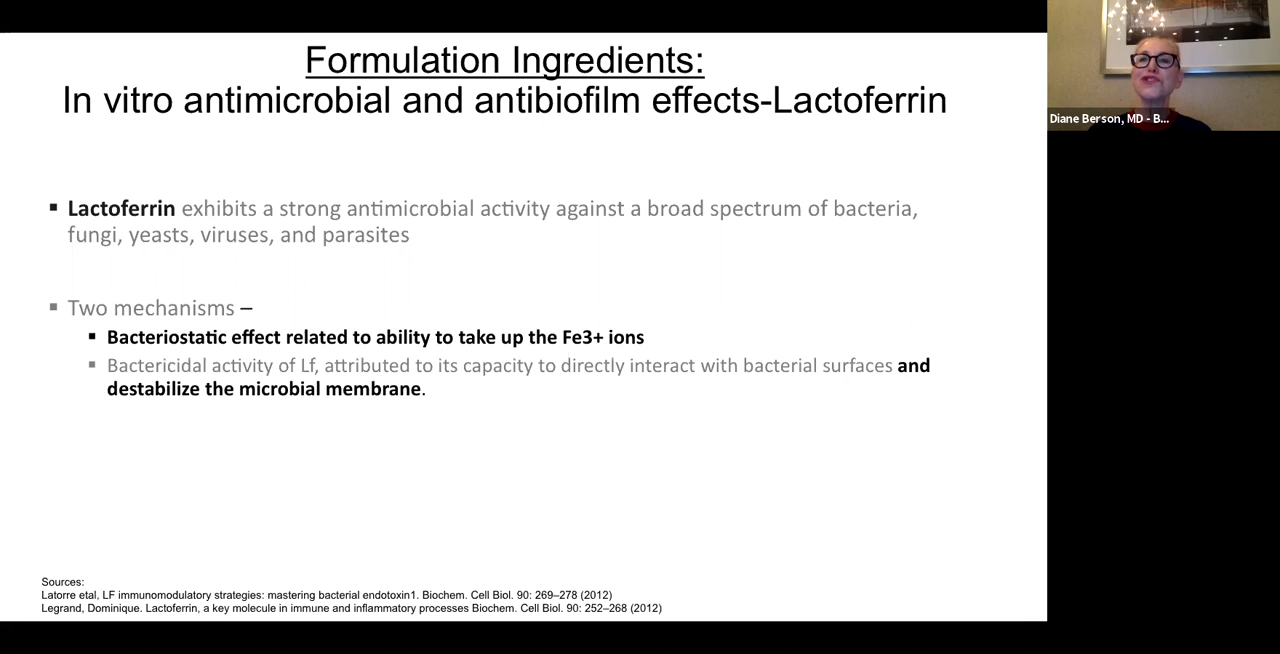 Formulation Ingredients:
In vitro antimicrobial and antibiofilm effects-Lactoferrin
▪ Lactoferrin exhibits a strong antimicrobial activity against a broad spectrum of bacteria,
fungi, yeasts, viruses, and parasites
▪ Two mechanisms –
▪ Bacteriostatic effect related to ability to take up the Fe3+ ions
▪ Bactericidal activity of Lf, attributed to its capacity to directly interact with bacterial surfaces and
destabilize the microbial membrane.
Sources:
Latorre etal, LF immunomodulatory strategies: mastering bacterial endotoxin1. Biochem. Cell Biol. 90: 269–278 (2012)
Legrand, Dominique. Lactoferrin, a key molecule in immune and inflammatory processes Biochem. Cell Biol. 90: 252–268 (2012)
Diane Berson, MD - B...